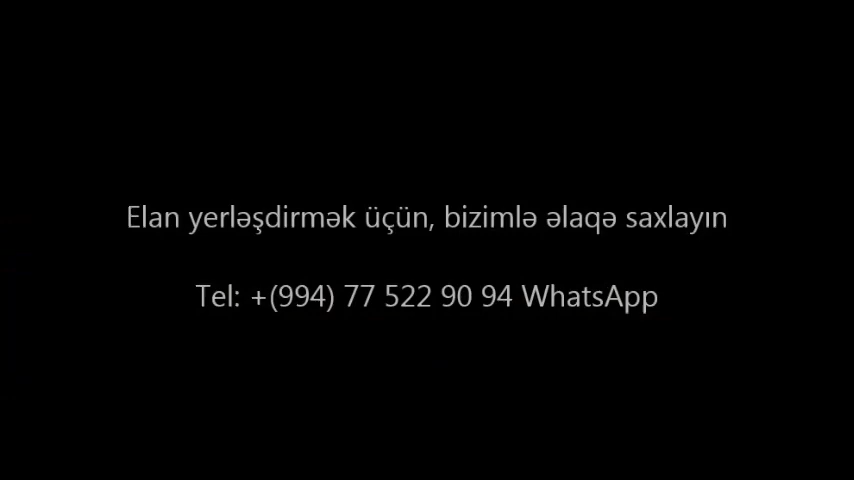 Elan yerləşdirmək üçün, bizimlə əlaqə saxlayın
Tel: +(994) 77 522 90 94 WhatsApp